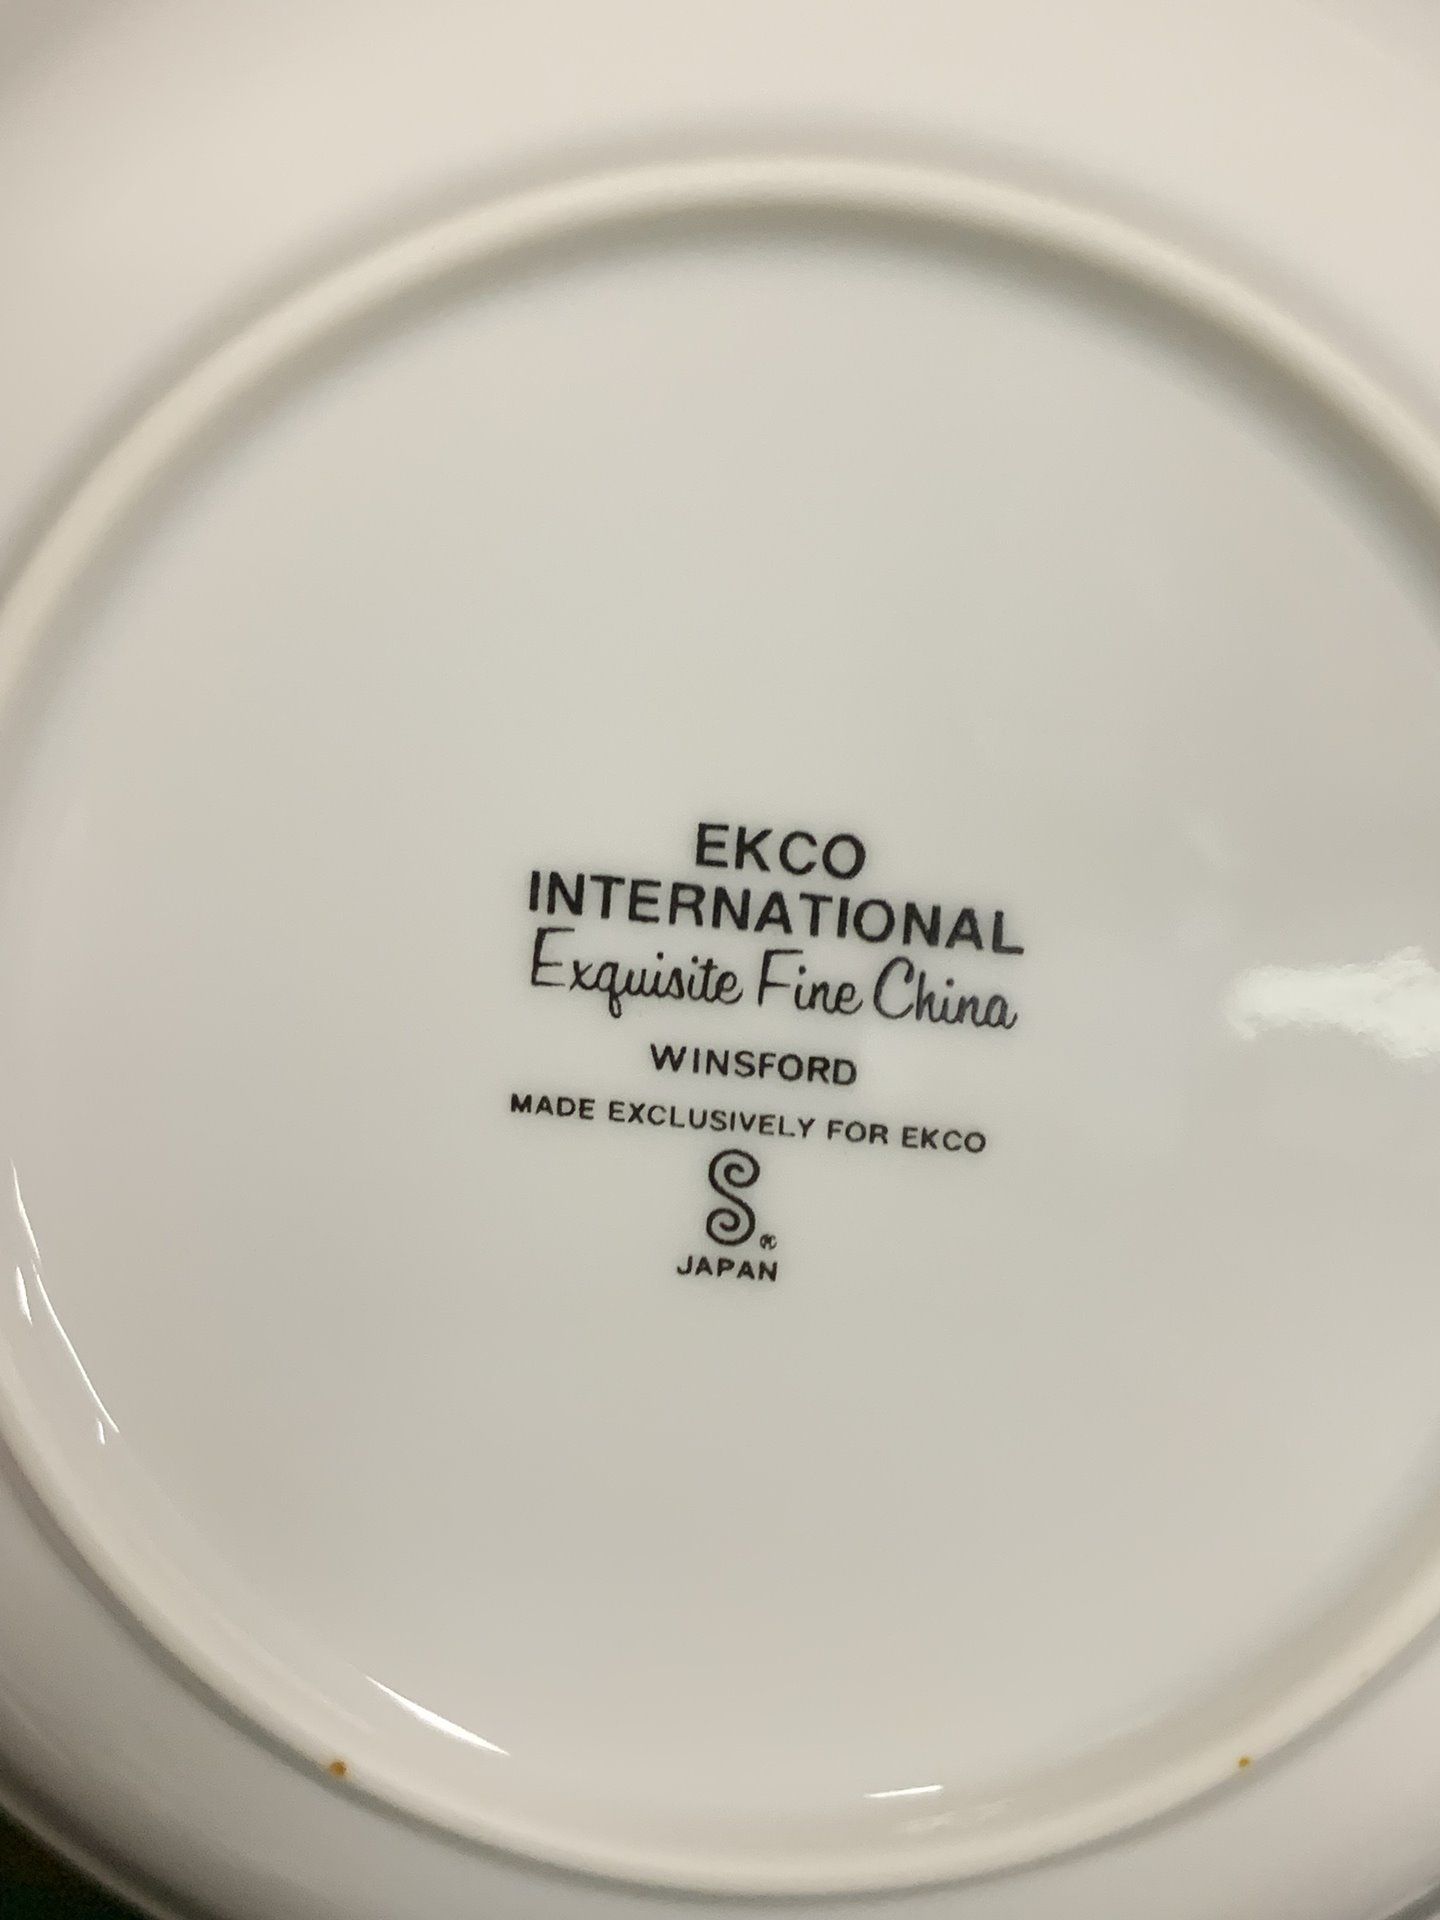 EKCO
INTERNATIONAL
Exquisite Fine China
WINSFORD
MADE EXCLUSIVELY FOR EKCO
S®
JAPAN